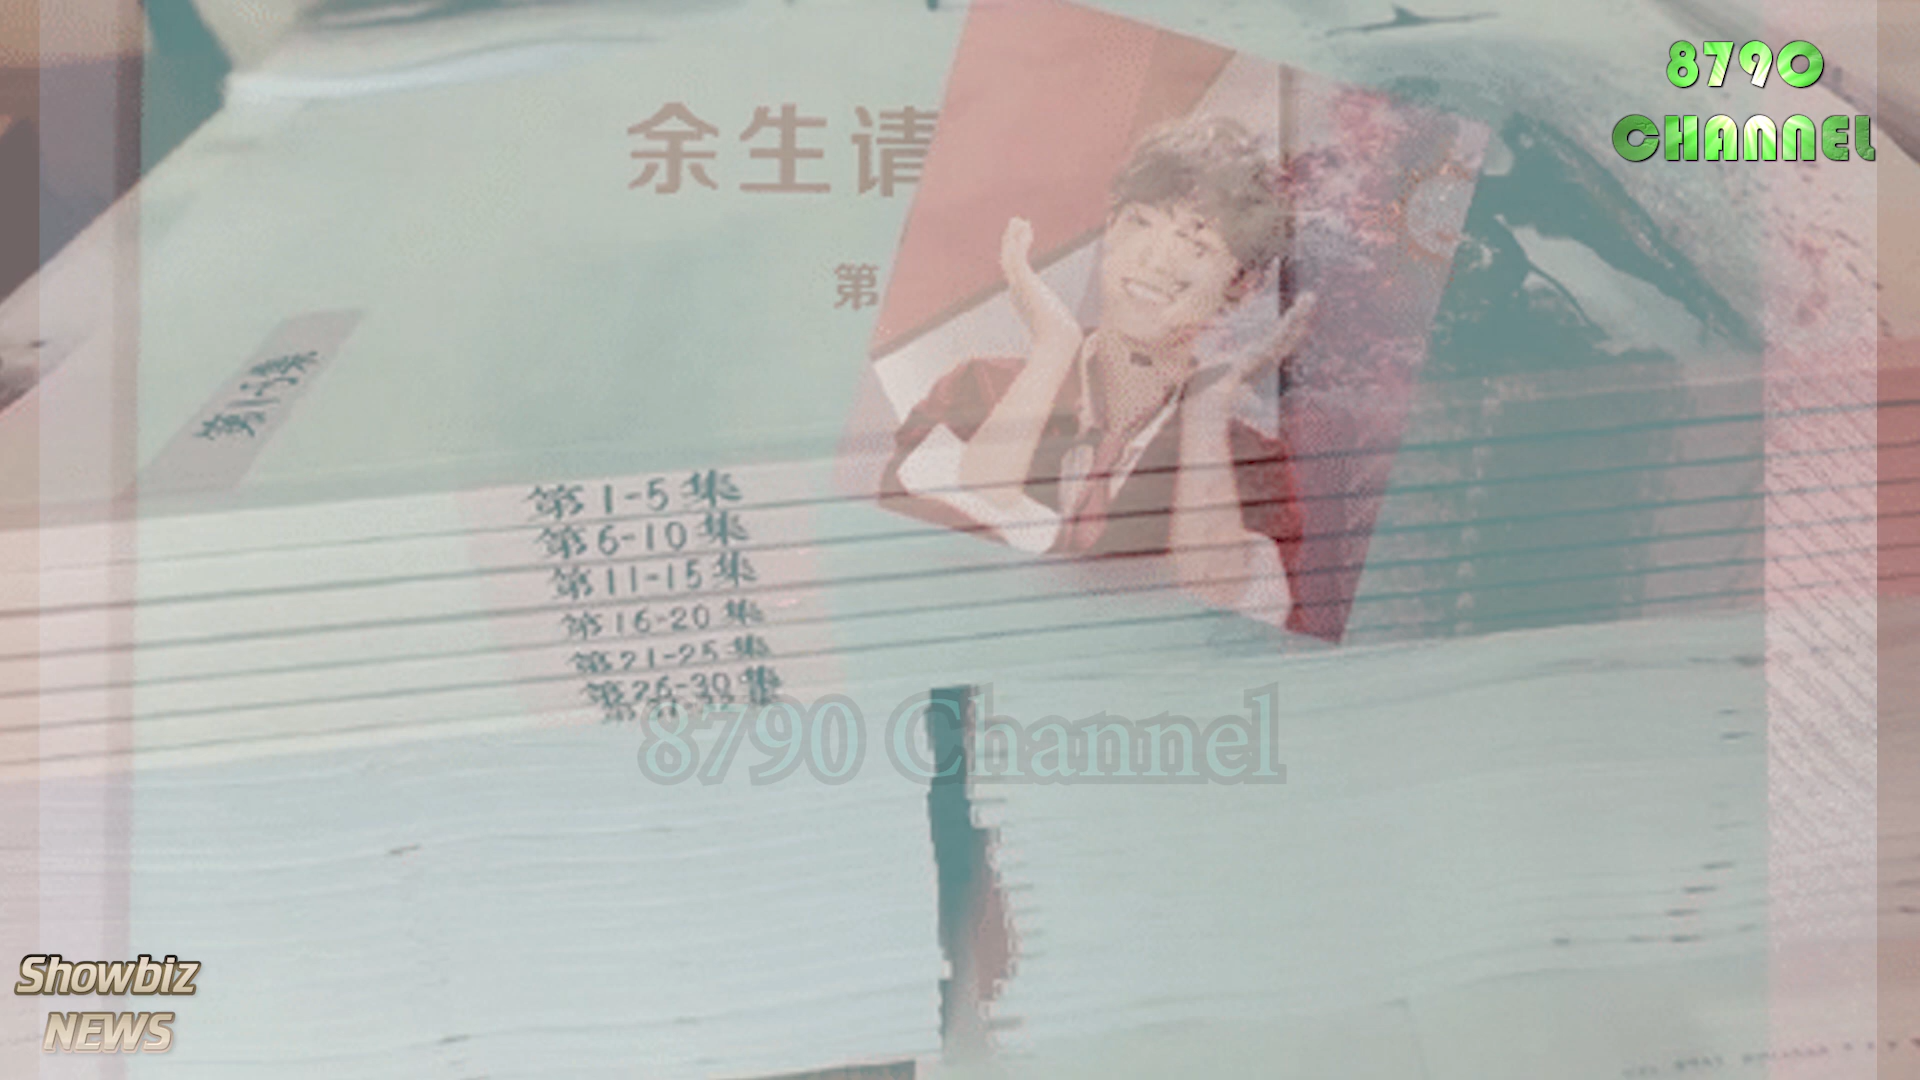 8790
CHANNEL
余生请
第
第1-5集
第1-5集
第6-10集
第11-15集
第16-20集
第21-25集
第26-30集
8790 Channel
Showbiz
NEWS